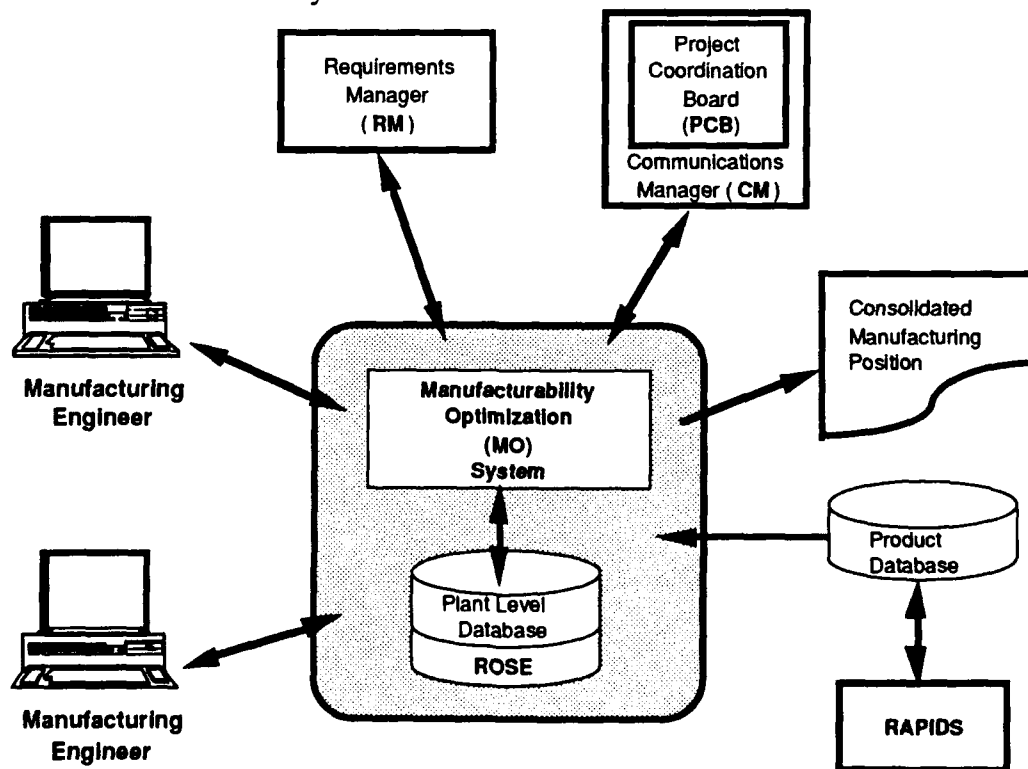 Requirements
Manager
( RM )
Project
Coordination
Board
(PCB)
Communications
Manager ( CM )
Manufacturing
Engineer
Manufacturability
Optimization
(MO)
System
Consolidated
Manufacturing
Position
Plant Level
Database
ROSE
Product
Database
Manufacturing
Engineer
RAPIDS